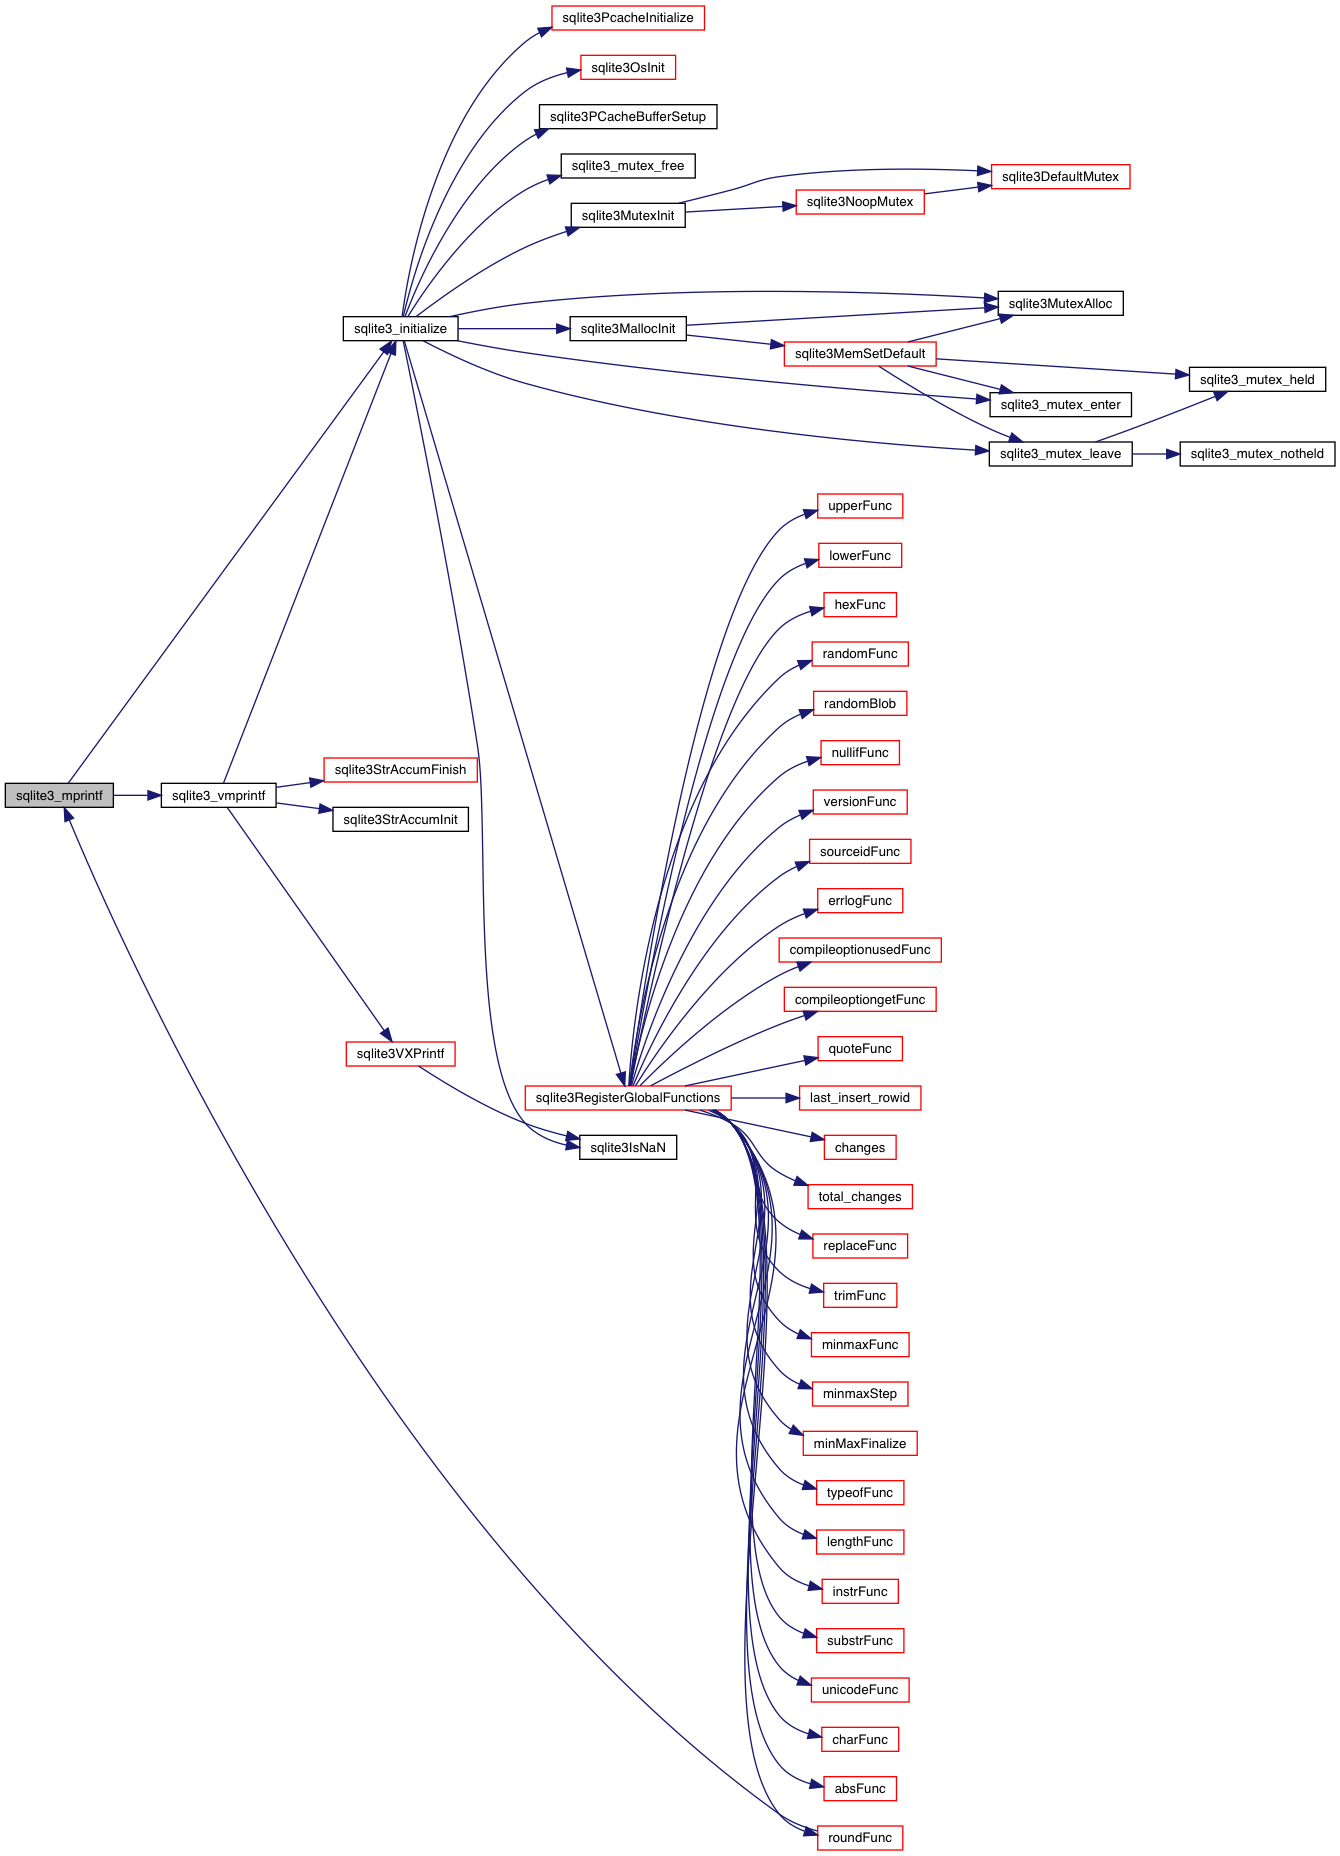 sqlite3PcacheInitialize
sqlite3OsInit
sqlite3PCacheBufferSetup
sqlite3_mutex_free
sqlite3DefaultMutex
sqlite3NoopMutex
sqlite3MutexInit
sqlite3MutexAlloc
sqlite3_initialize
sqlite3MallocInit
sqlite3MemSetDefault
sqlite3_mutex_held
sqlite3_mutex_enter
sqlite3_mutex_leave
sqlite3_mutex_notheld
upperFunc
lowerFunc
hexFunc
randomFunc
randomBlob
nullifFunc
sqlite3StrAccumFinish
sqlite3_mprintf
sqlite3_vmprintf
versionFunc
sqlite3StrAccumInit
sourceidFunc
errlogFunc
compileoptionusedFunc
compileoptiongetFunc
quoteFunc
sqlite3VXPrintf
sqlite3RegisterGlobalFunctions
last_insert_rowid
sqlite3IsNaN
changes
total_changes
replaceFunc
trimFunc
minmaxFunc
minmaxStep
minMaxFinalize
typeofFunc
lengthFunc
instrFunc
substrFunc
unicodeFunc
charFunc
absFunc
roundFunc